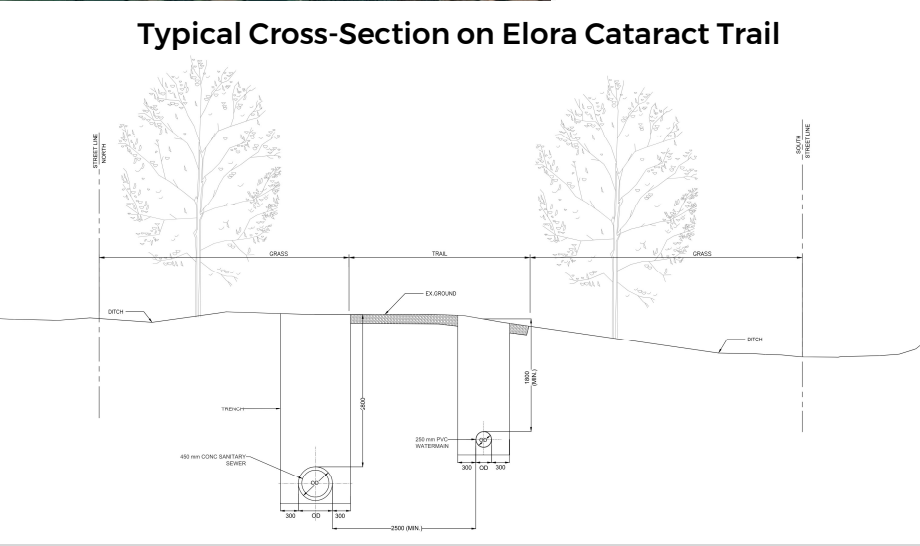 Typical Cross-Section on Elora Cataract Trail
STREET LINE
NORTH
SOUTH
STREET LINE
GRASS
TRAIL
GRASS
EX.GROUND
DITCH
DITCH
1800
(MIN.)
TRENCH
250 mm PVC
WATERMAIN
OD
300 OD 300
450 mm CONC SANITARY
SEWER
OD
300 OD 300
2500 (MIN.)